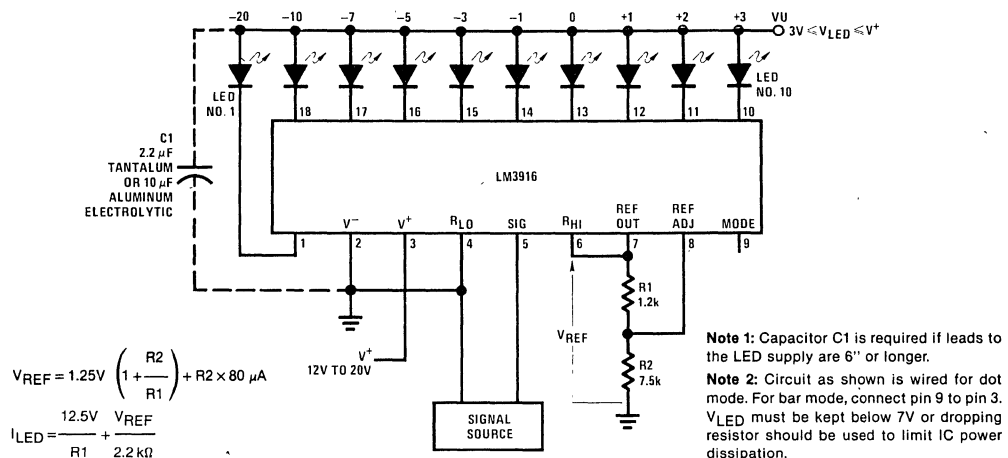 −20 −10 −7 −5 −3 −1 0 +1 +2 +3 VU
3V ≤ VLED ≤ V+
LED
NO. 1
LED
NO. 10
18 17 16 15 14 13 12 11 10
C1
2.2 μF
TANTALUM
OR 10 μF
ALUMINUM
ELECTROLYTIC
LM3916
V− V+ RLO SIG RHI REF OUT REF ADJ MODE
1 2 3 4 5 6 7 8 9
R1
1.2k
VREF
R2
7.5k
V+
12V TO 20V
SIGNAL
SOURCE
VREF = 1.25V (1 + R2/R1) + R2 × 80 μA
ILED = 12.5V/R1 + VREF/2.2 kΩ
Note 1: Capacitor C1 is required if leads to
the LED supply are 6" or longer.
Note 2: Circuit as shown is wired for dot
mode. For bar mode, connect pin 9 to pin 3.
VLED must be kept below 7V or dropping
resistor should be used to limit IC power
dissipation.